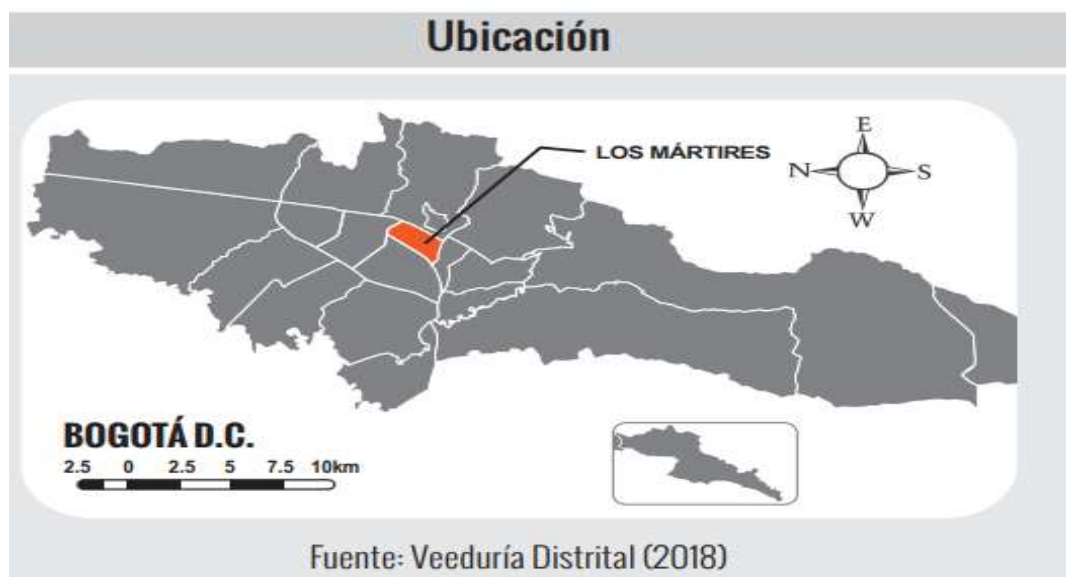 Ubicación
LOS MÁRTIRES
E
N S
W
BOGOTÁ D.C.
2.5 0 2.5 5 7.5 10km
Fuente: Veeduría Distrital (2018)